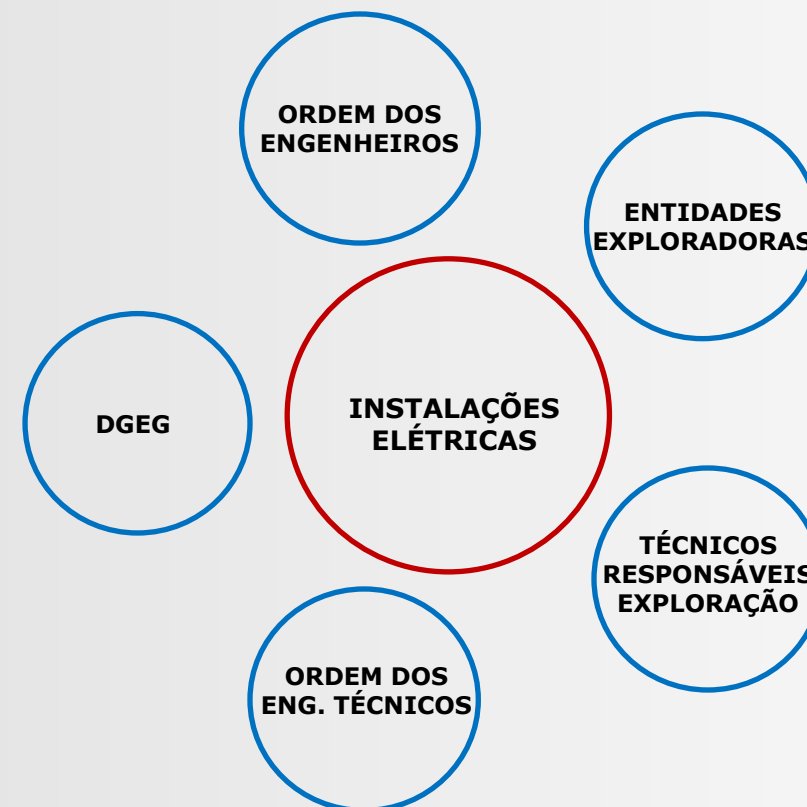 ORDEM DOS
ENGENHEIROS
ENTIDADES
EXPLORADORAS
INSTALAÇÕES
ELÉTRICAS
DGEG
TÉCNICOS
RESPONSÁVEIS
EXPLORAÇÃO
ORDEM DOS
ENG. TÉCNICOS